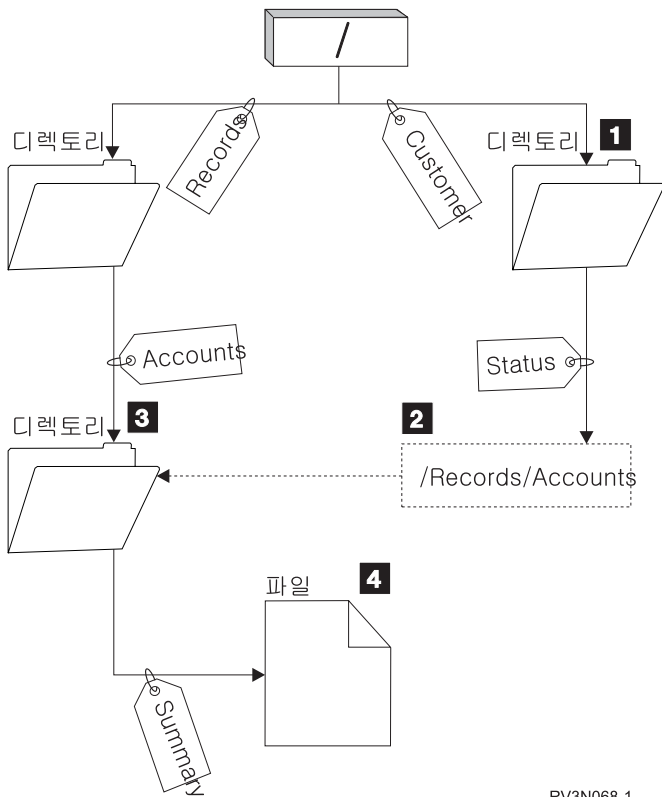 /
디렉토리
Records
Customer
디렉토리
1
Accounts
Status
디렉토리
3
2
/Records/Accounts
파일
4
Summary
RV3N068-1